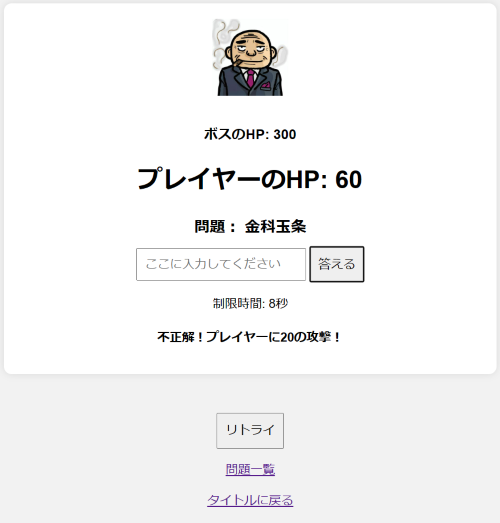 ボスのHP: 300
プレイヤーのHP: 60
問題： 金科玉条
ここに入力してください 答える
制限時間: 8秒
不正解！プレイヤーに20の攻撃！
リトライ
問題一覧
タイトルに戻る